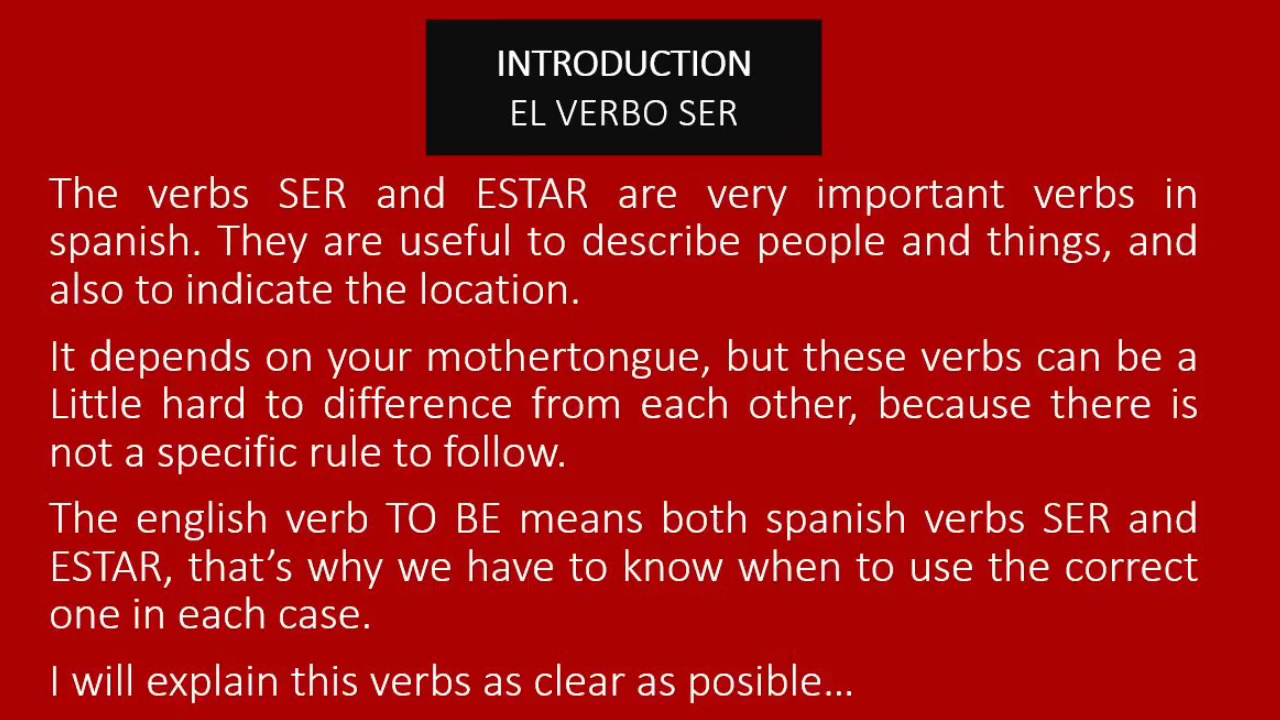 INTRODUCTION
EL VERBO SER
The verbs SER and ESTAR are very important verbs in
spanish. They are useful to describe people and things, and
also to indicate the location.
It depends on your mothertongue, but these verbs can be a
Little hard to difference from each other, because there is
not a specific rule to follow.
The english verb TO BE means both spanish verbs SER and
ESTAR, that’s why we have to know when to use the correct
one in each case.
I will explain this verbs as clear as posible…